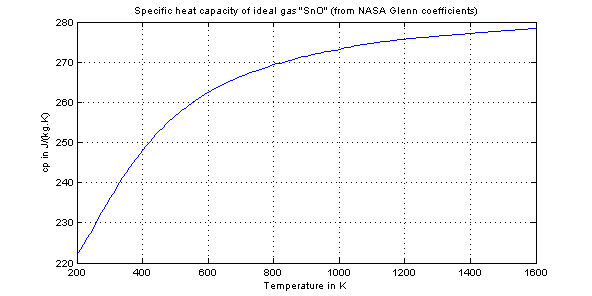 Specific heat capacity of ideal gas "SnO" (from NASA Glenn coefficients)
280
270
260
250
240
230
220
cp in J/(kg.K)
200 400 600 800 1000 1200 1400 1600
Temperature in K